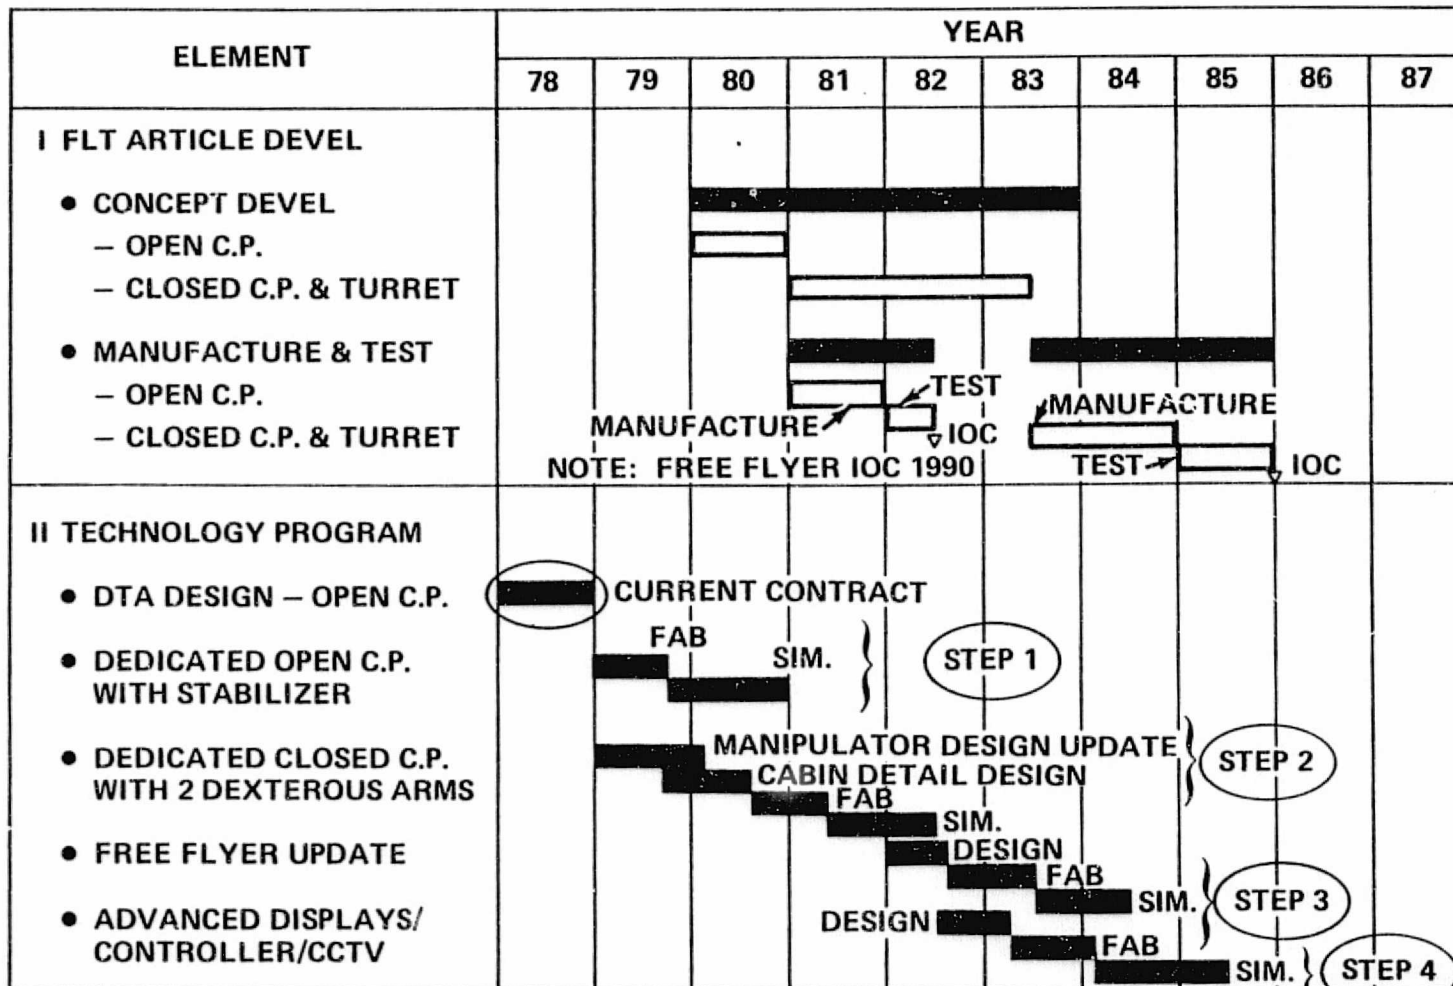 ELEMENT
YEAR
78 79 80 81 82 83 84 85 86 87
I FLT ARTICLE DEVEL
• CONCEPT DEVEL
– OPEN C.P.
– CLOSED C.P. & TURRET
• MANUFACTURE & TEST
– OPEN C.P.
– CLOSED C.P. & TURRET
TEST
MANUFACTURE
IOC
MANUFACTURE
TEST
IOC
NOTE: FREE FLYER IOC 1990
II TECHNOLOGY PROGRAM
• DTA DESIGN – OPEN C.P.
CURRENT CONTRACT
• DEDICATED OPEN C.P.
WITH STABILIZER
FAB
SIM.
STEP 1
• DEDICATED CLOSED C.P.
WITH 2 DEXTEROUS ARMS
MANIPULATOR DESIGN UPDATE
CABIN DETAIL DESIGN
FAB
SIM.
STEP 2
• FREE FLYER UPDATE
DESIGN
FAB
SIM.
STEP 3
• ADVANCED DISPLAYS/
CONTROLLER/CCTV
DESIGN
FAB
SIM.
STEP 4